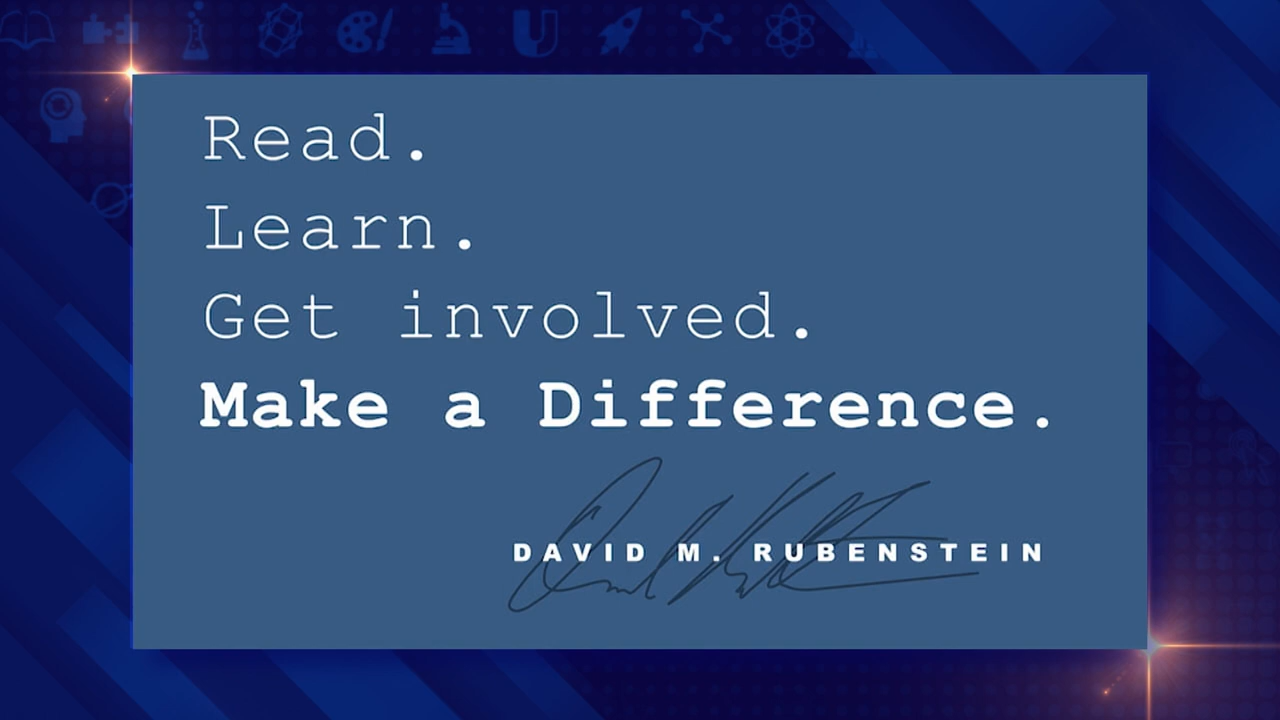 Read.
Learn.
Get involved.
Make a Difference.
DAVID M. RUBENSTEIN